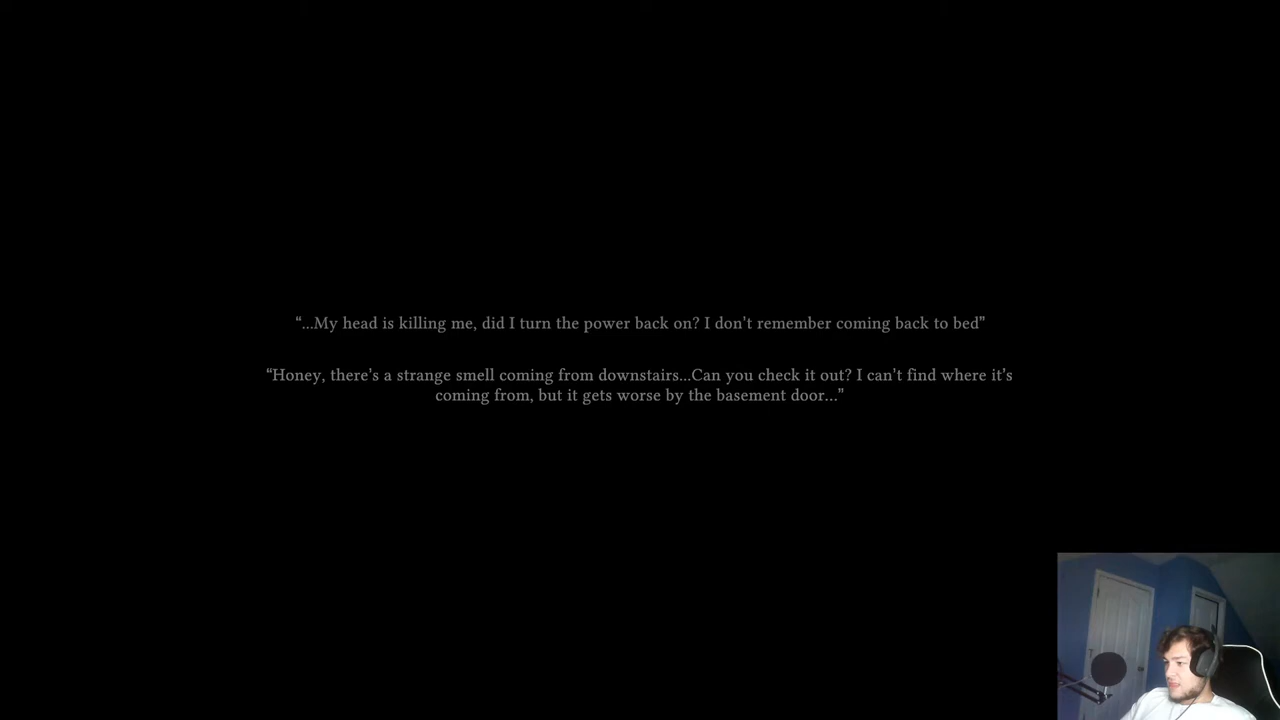 “...My head is killing me, did I turn the power back on? I don’t remember coming back to bed”
“Honey, there’s a strange smell coming from downstairs...Can you check it out? I can’t find where it’s
coming from, but it gets worse by the basement door...”